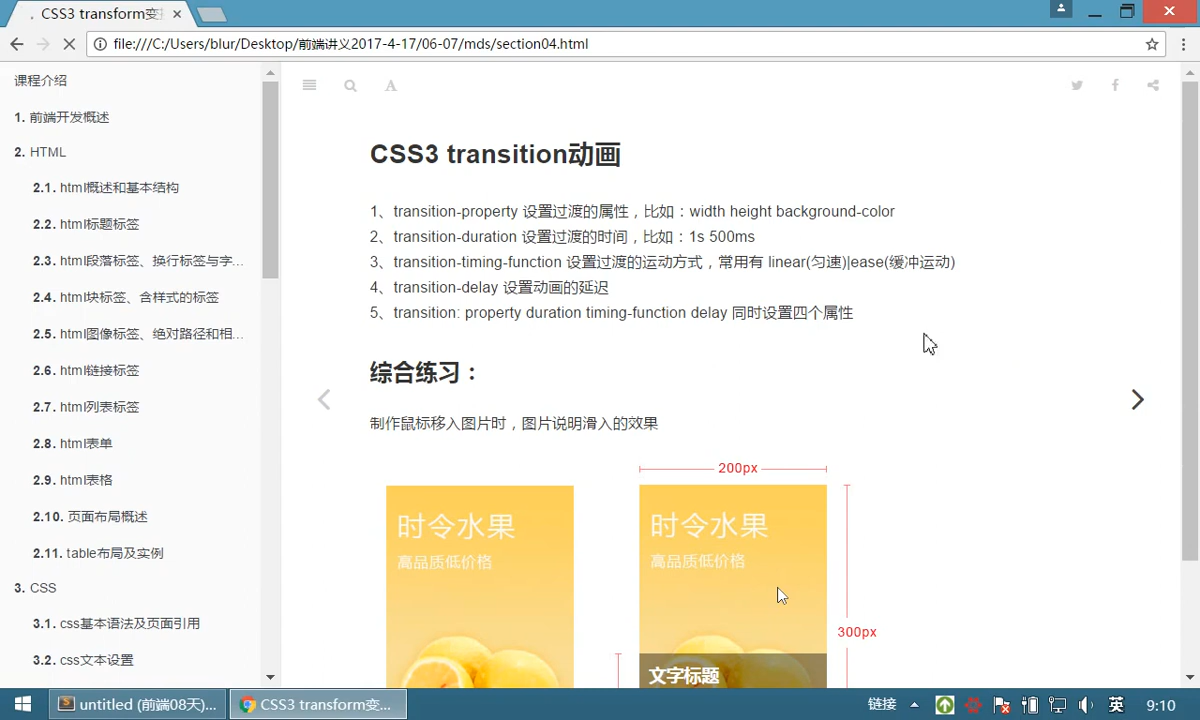 CSS3 transform变
file:///C:/Users/blur/Desktop/前端讲义2017-4-17/06-07/mds/section04.html
课程介绍
1. 前端开发概述
2. HTML
2.1. html概述和基本结构
2.2. html标题标签
2.3. html段落标签、换行标签与字...
2.4. html块标签、含样式的标签
2.5. html图像标签、绝对路径和相...
2.6. html链接标签
2.7. html列表标签
2.8. html表单
2.9. html表格
2.10. 页面布局概述
2.11. table布局及实例
3. CSS
3.1. css基本语法及页面引用
3.2. css文本设置
A
CSS3 transition动画
1、transition-property 设置过渡的属性，比如：width height background-color
2、transition-duration 设置过渡的时间，比如：1s 500ms
3、transition-timing-function 设置过渡的运动方式，常用有 linear(匀速)|ease(缓冲运动)
4、transition-delay 设置动画的延迟
5、transition: property duration timing-function delay 同时设置四个属性
综合练习：
制作鼠标移入图片时，图片说明滑入的效果
200px
时令水果
高品质低价格
时令水果
高品质低价格
300px
文字标题
untitled (前端08天)...
CSS3 transform变...
链接
英
9:10